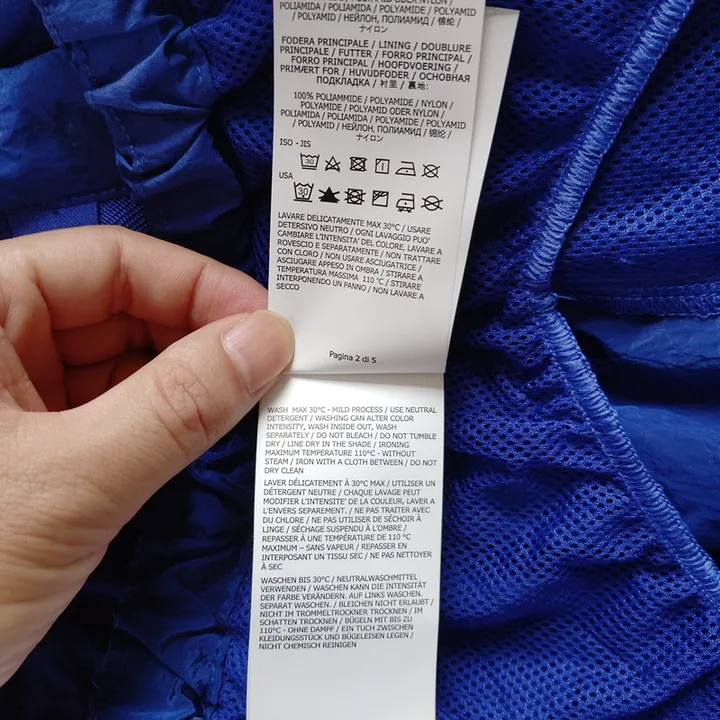 POLIAMIDA / POLIAMIDA / POLYAMIDE / POLYAMID /
POLYAMID / НЕЙЛОН, ПОЛИАМИД / 锦纶 /
ナイロン
FODERA PRINCIPALE / LINING / DOUBLURE
PRINCIPALE / FUTTER / FORRO PRINCIPAL /
FORRO PRINCIPAL / HOOFDVOERING /
PRIMÆRT FOR / HUVUDFODER / ОСНОВНАЯ
ПОДКЛАДКА / 衬里 / 裏地:
100% POLIAMMIDE / POLYAMIDE / NYLON /
POLYAMIDE / POLYAMID ODER NYLON /
POLIAMIDA / POLIAMIDA / POLYAMIDE / POLYAMID
/ POLYAMID / НЕЙЛОН, ПОЛИАМИД / 锦纶 /
ナイロン
ISO - JIS
30
USA
30
LAVARE DELICATAMENTE MAX 30°C / USARE
DETERSIVO NEUTRO / OGNI LAVAGGIO PUO'
CAMBIARE L'INTENSITA' DEL COLORE, LAVARE A
ROVESCIO E SEPARATAMENTE / NON TRATTARE
CON CLORO / NON USARE ASCIUGATRICE /
ASCIUGARE APPESO IN OMBRA / STIRARE A
TEMPERATURA MASSIMA 110 °C / STIRARE
INTERPONENDO UN PANNO / NON LAVARE A
SECCO
Pagina 2 di 5
WASH MAX 30°C - MILD PROCESS / USE NEUTRAL
DETERGENT / WASHING CAN ALTER COLOR
INTENSITY, WASH INSIDE OUT, WASH
SEPARATELY / DO NOT BLEACH / DO NOT TUMBLE
DRY / LINE DRY IN THE SHADE / IRONING
MAXIMUM TEMPERATURE 110°C - WITHOUT
STEAM / IRON WITH A CLOTH BETWEEN / DO NOT
DRY CLEAN
LAVER DÉLICATEMENT À 30°C MAX / UTILISER UN
DÉTERGENT NEUTRE / CHAQUE LAVAGE PEUT
MODIFIER L'INTENSITE' DE LA COULEUR, LAVER A
L'ENVERS SEPAREMENT. / NE PAS TRAITER AVEC
DU CHLORE / NE PAS UTILISER DE SÉCHOIR À
LINGE / SÉCHAGE SUSPENDU À L'OMBRE /
REPASSER À UNE TEMPÉRATURE DE 110 °C
MAXIMUM – SANS VAPEUR / REPASSER EN
INTERPOSANT UN TISSU SEC / NE PAS NETTOYER
À SEC
WASCHEN BIS 30°C / NEUTRALWASCHMITTEL
VERWENDEN / WASCHEN KANN DIE INTENSITÄT
DER FARBE VERÄNDERN. AUF LINKS WASCHEN.
SEPARAT WASCHEN. / BLEICHEN NICHT ERLAUBT /
NICHT IM TROMMELTROCKNER TROCKNEN / IM
SCHATTEN TROCKNEN / BÜGELN MIT BIS ZU
110°C - OHNE DAMPF / EIN TUCH ZWISCHEN
KLEIDUNGSSTÜCK UND BÜGELEISEN LEGEN /
NICHT CHEMISCH REINIGEN